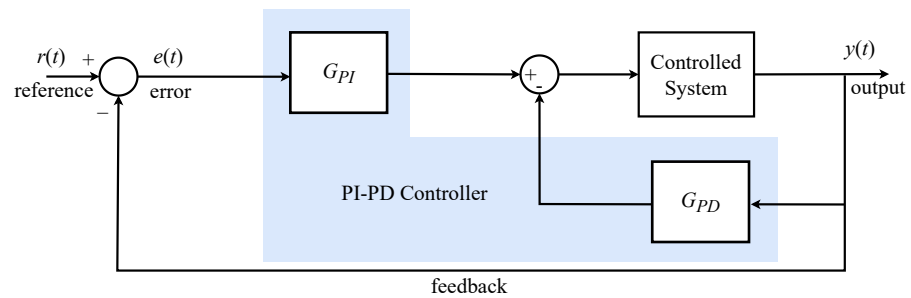 r(t) + e(t)
reference error
−
G_PI
+
-
Controlled
System
y(t)
output
PI-PD Controller
G_PD
feedback